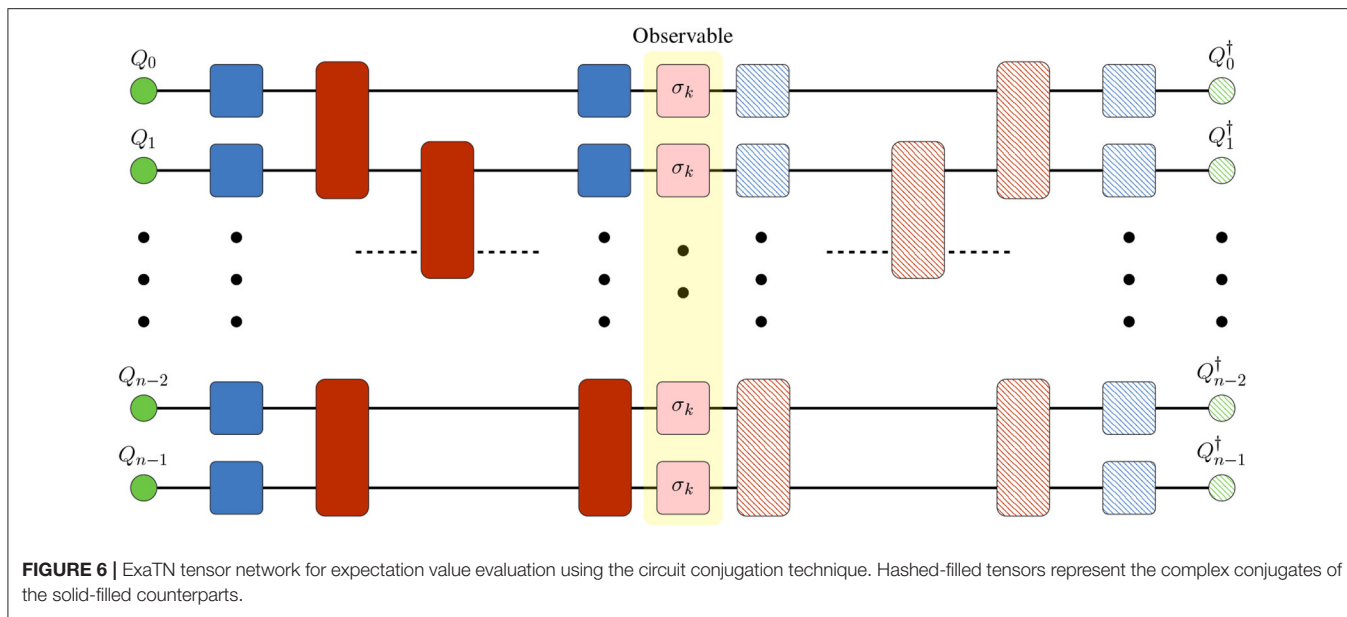 Observable
Q₀ Q₀†
σₖ
Q₁ Q₁†
σₖ
Qₙ₋₂ Qₙ₋₂†
σₖ
Qₙ₋₁ Qₙ₋₁†
σₖ
FIGURE 6 | ExaTN tensor network for expectation value evaluation using the circuit conjugation technique. Hashed-filled tensors represent the complex conjugates of
the solid-filled counterparts.